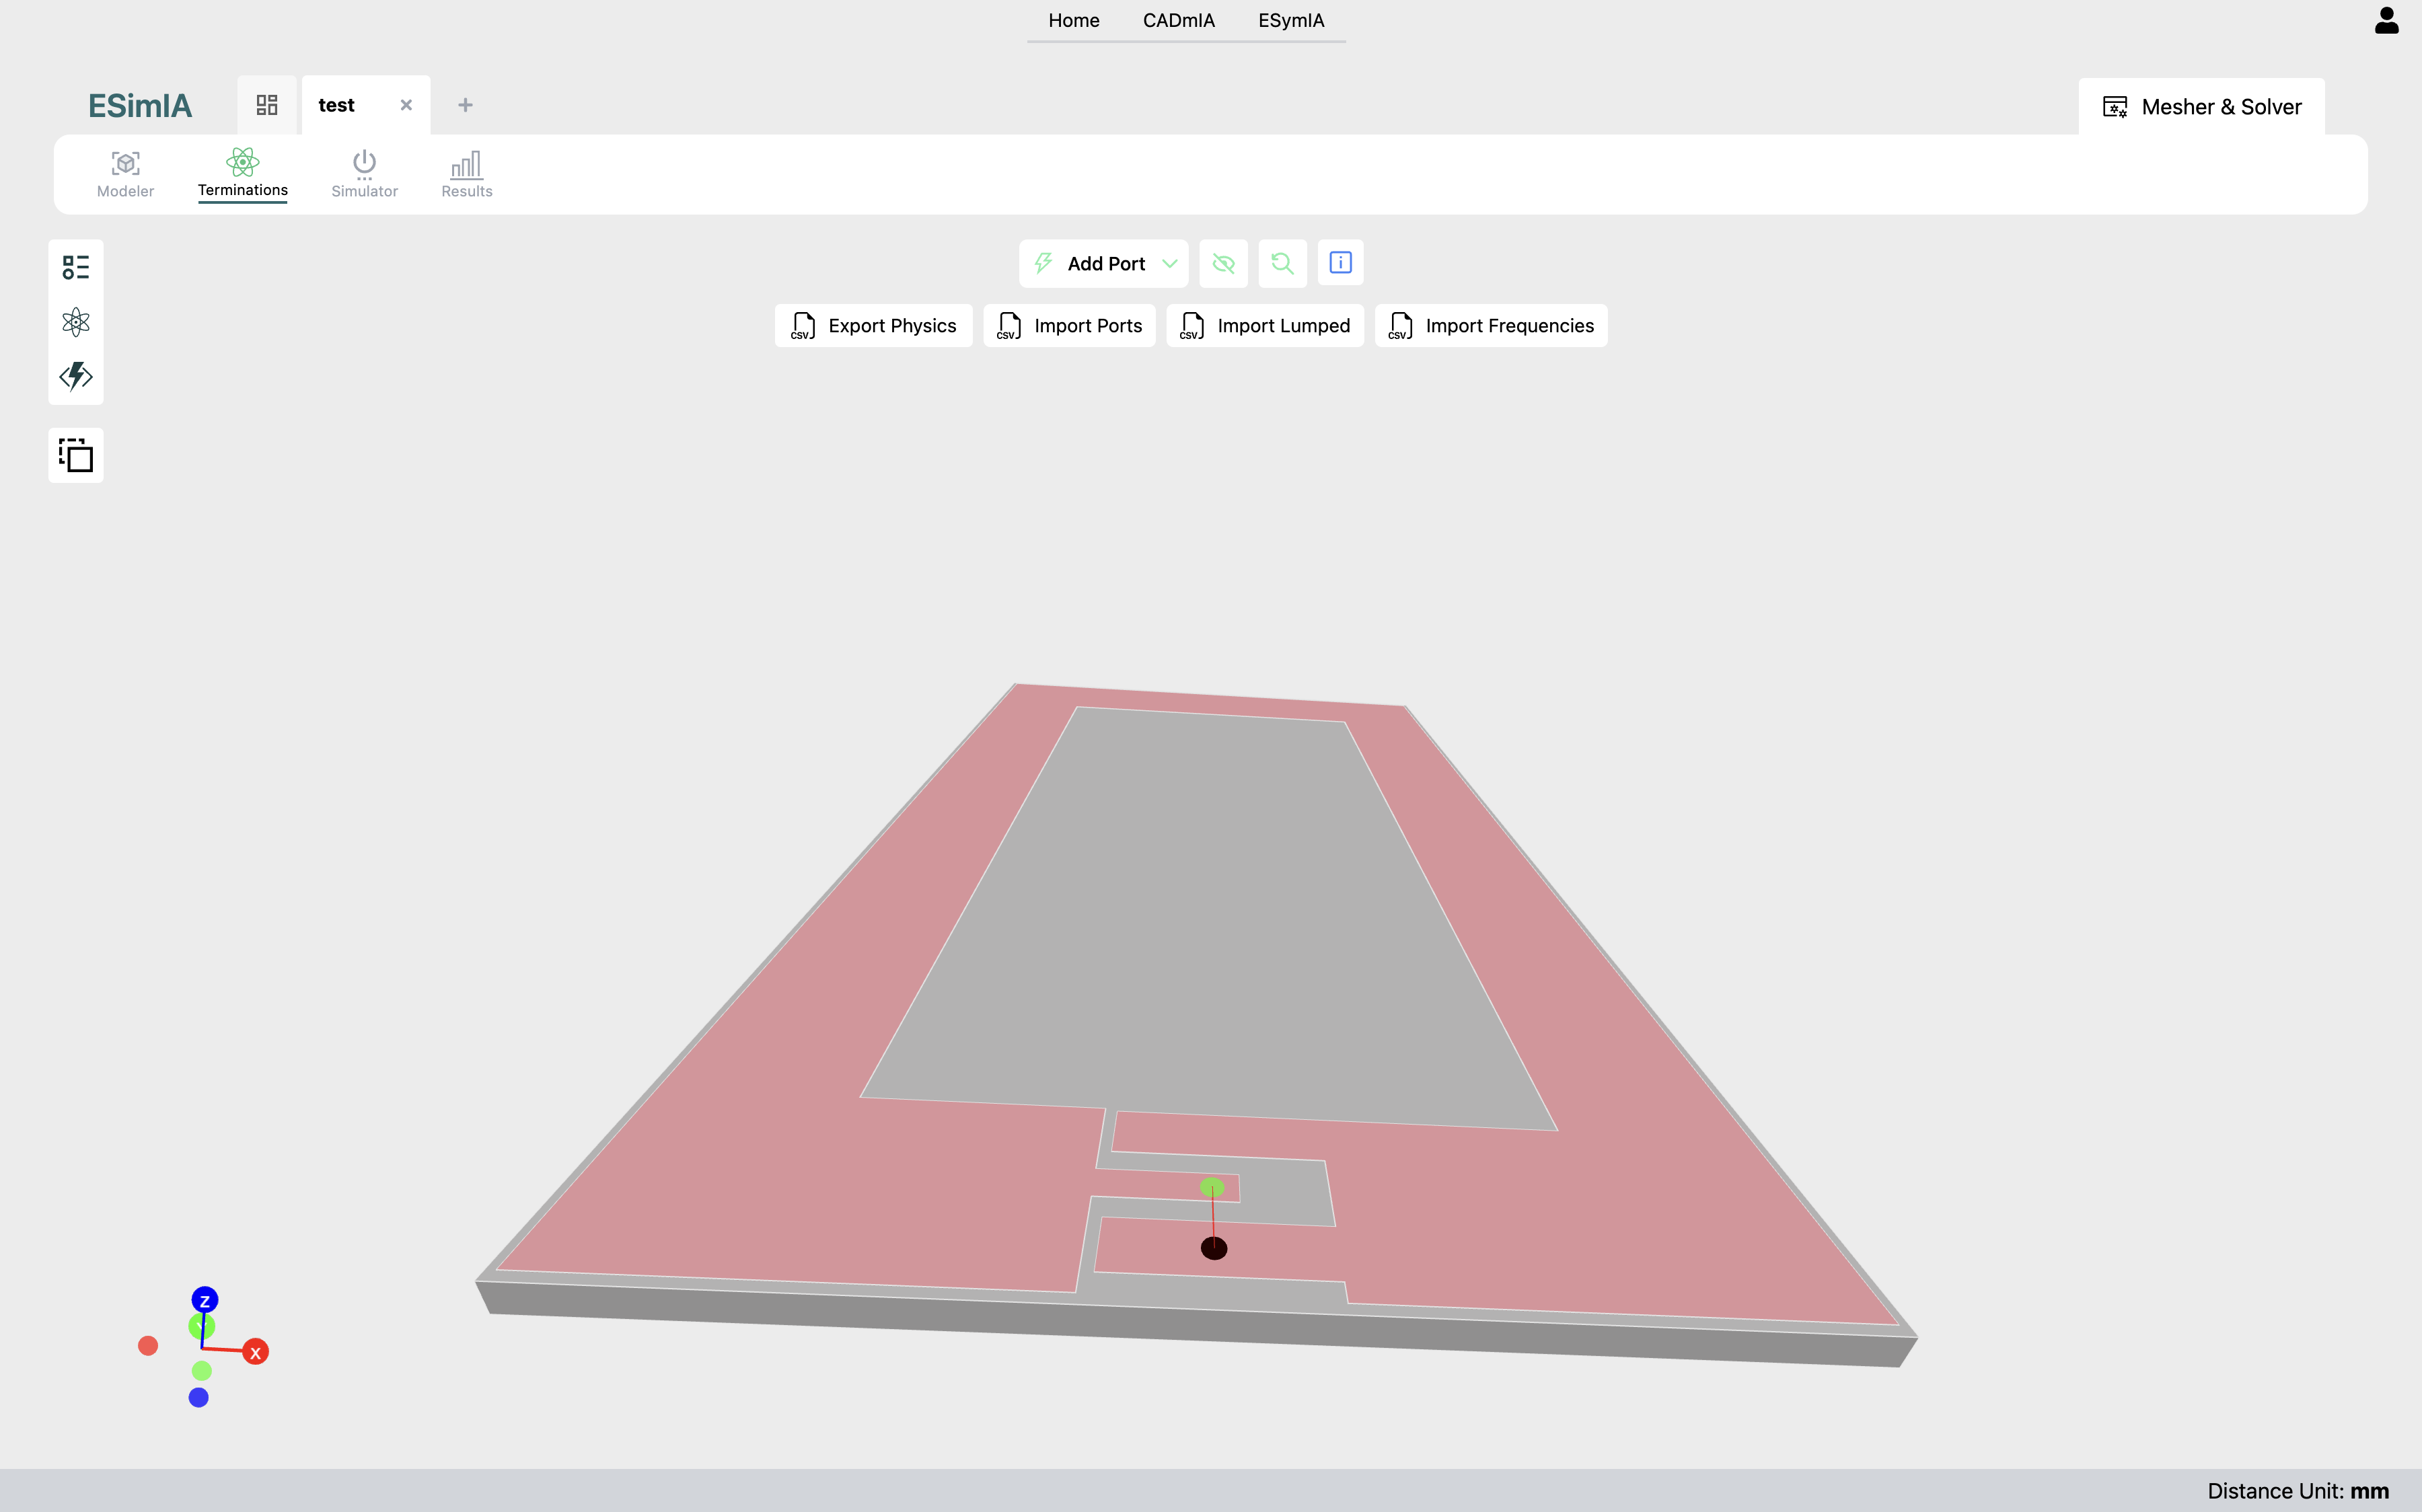 Home CADmIA ESymIA
ESimIA test Mesher & Solver
Modeler Terminations Simulator Results
Add Port
CSV Export Physics CSV Import Ports CSV Import Lumped CSV Import Frequencies
Z
X
Distance Unit: mm